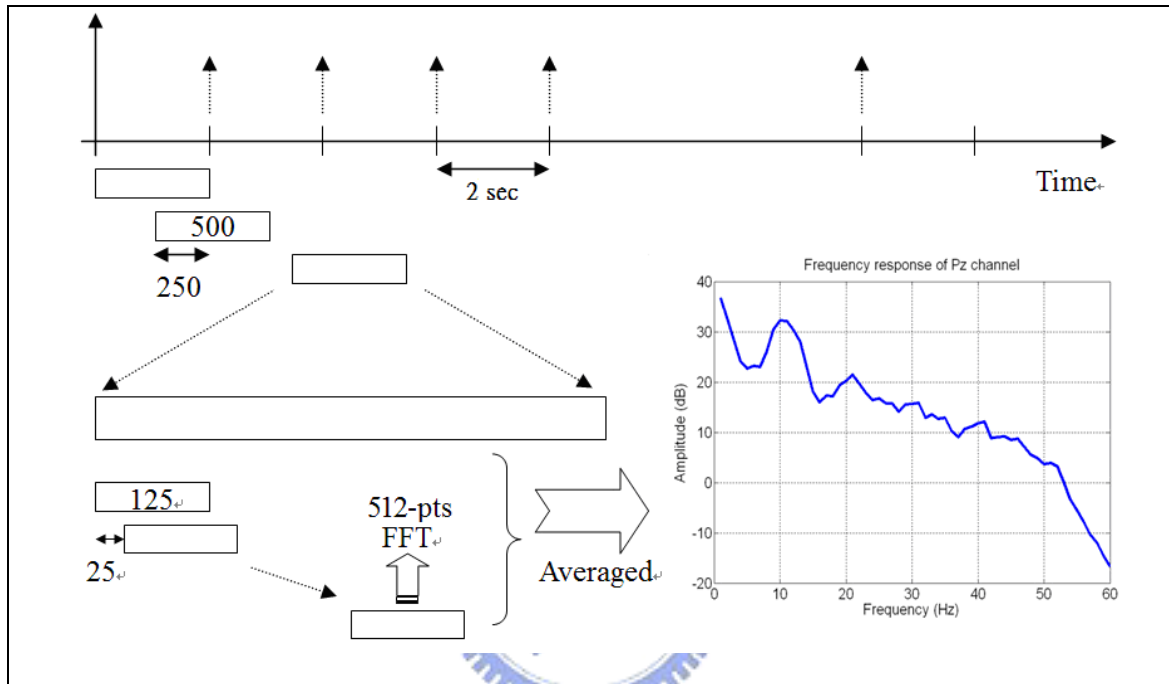 2 sec
Time
500
250
125
25
512-pts
FFT
Averaged
Frequency response of Pz channel
Amplitude (dB)
40
30
20
10
0
-10
-20
0 10 20 30 40 50 60
Frequency (Hz)